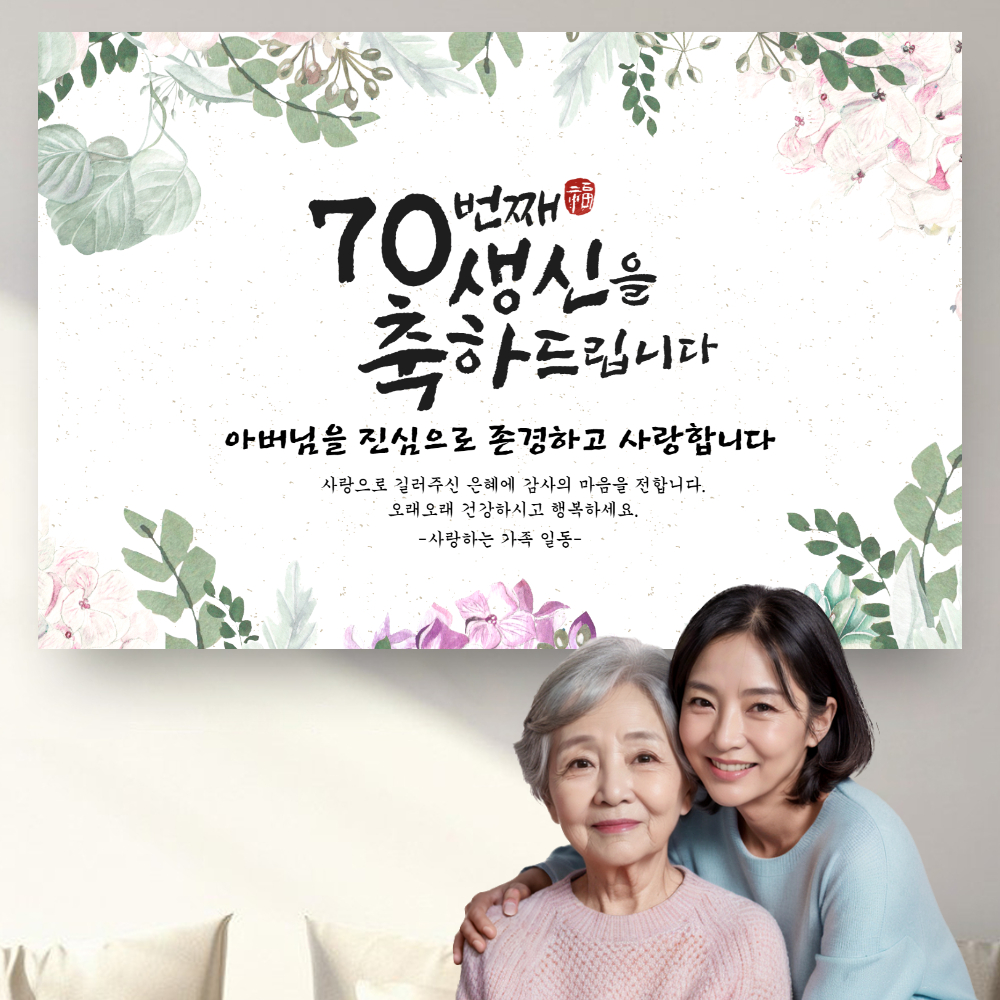 70번째 福
생신을
축하드립니다
아버님을 진심으로 존경하고 사랑합니다
사랑으로 길러주신 은혜에 감사의 마음을 전합니다.
오래오래 건강하시고 행복하세요.
-사랑하는 가족 일동-